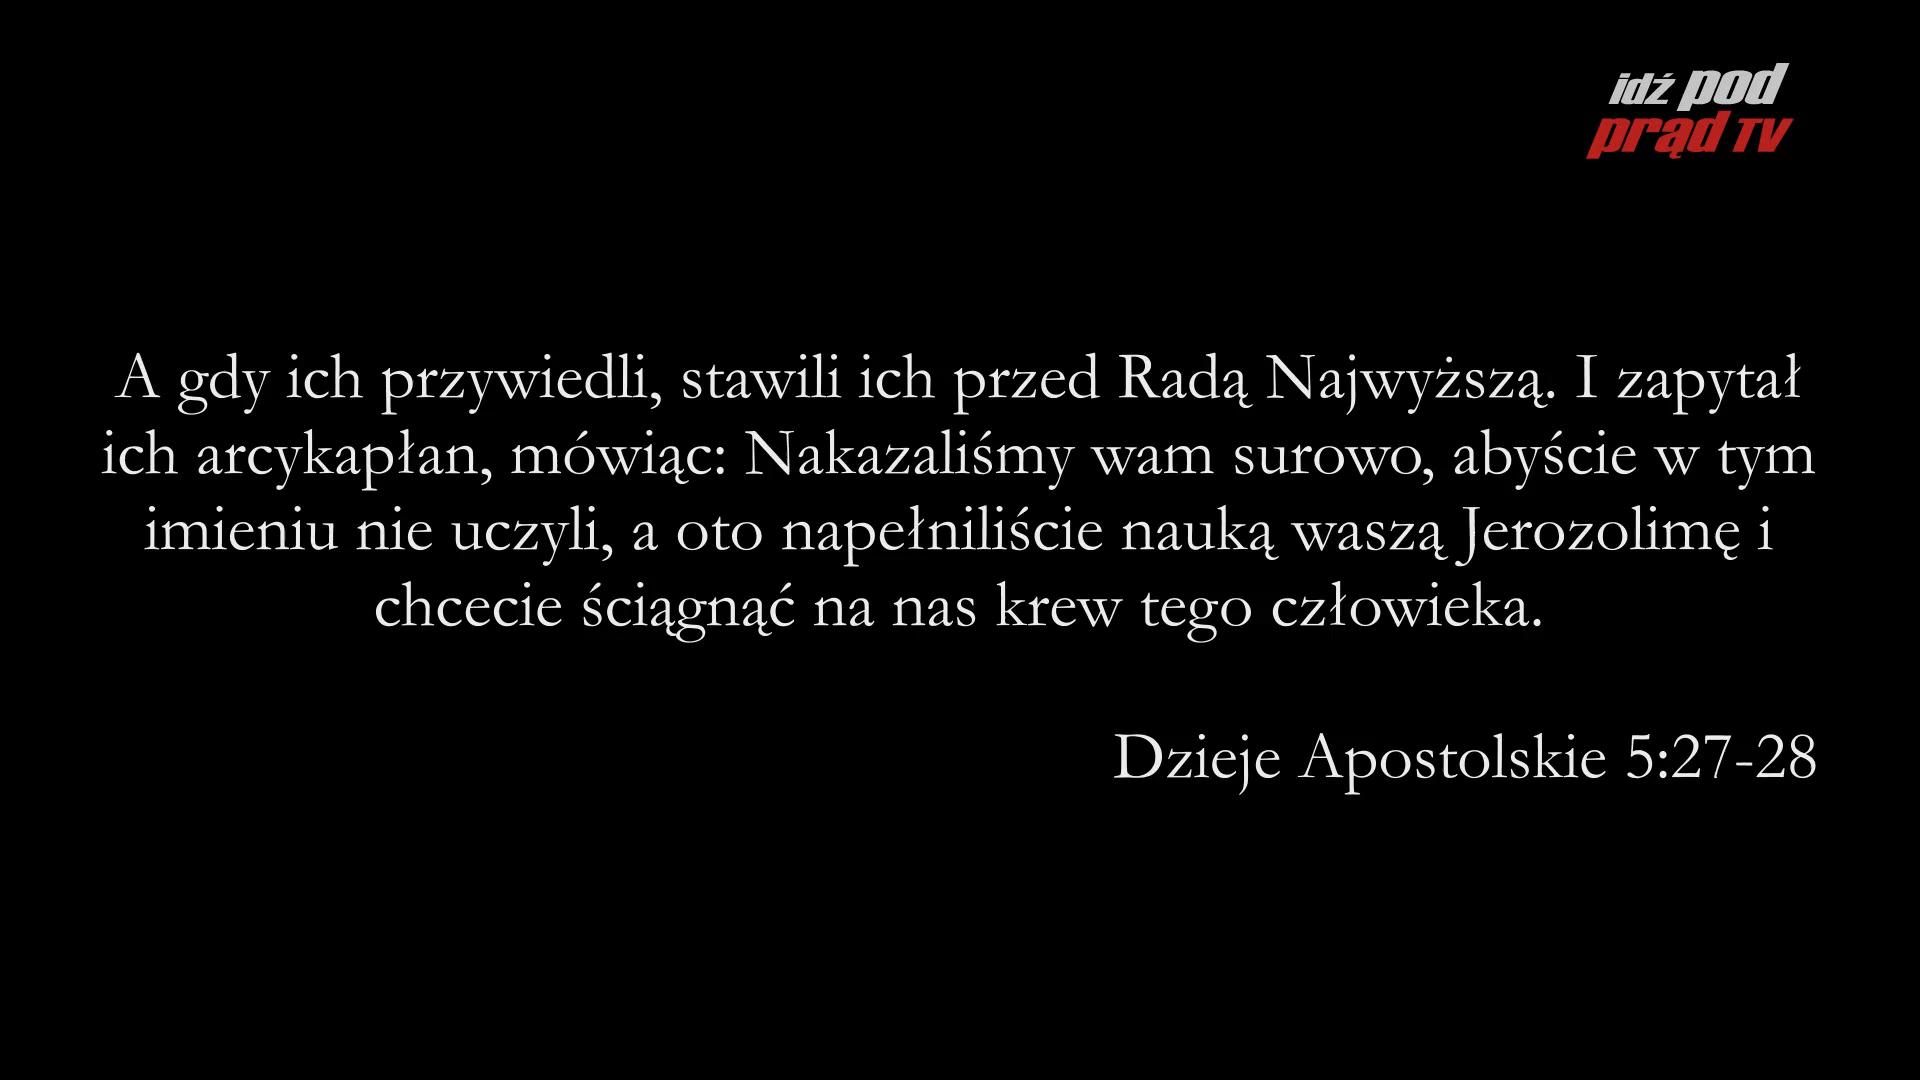 idź pod
prąd TV
A gdy ich przywiedli, stawili ich przed Radą Najwyższą. I zapytał
ich arcykapłan, mówiąc: Nakazaliśmy wam surowo, abyście w tym
imieniu nie uczyli, a oto napełniliście nauką waszą Jerozolimę i
chcecie ściągnąć na nas krew tego człowieka.
Dzieje Apostolskie 5:27-28